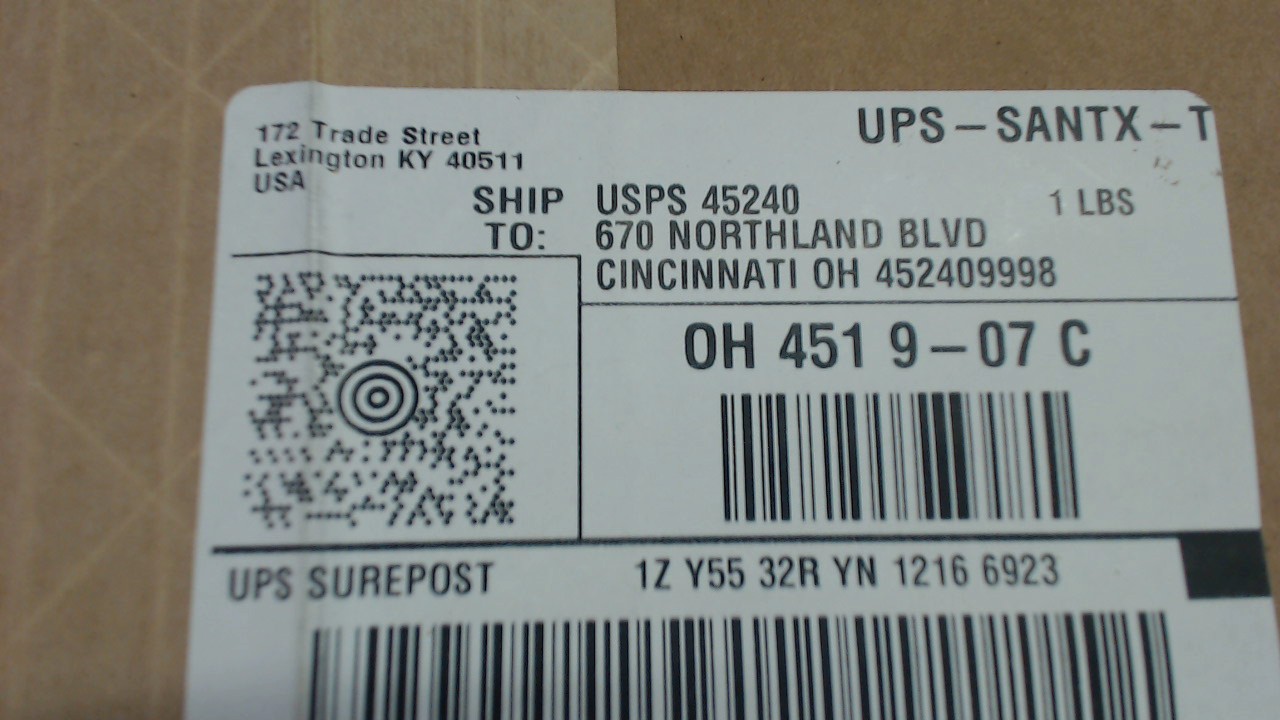 172 Trade Street
Lexington KY 40511
USA
UPS-SANTX-T
SHIP TO:
USPS 45240
1 LBS
670 NORTHLAND BLVD
CINCINNATI OH 452409998
OH 451 9-07 C
UPS SUREPOST
1Z Y55 32R YN 1216 6923